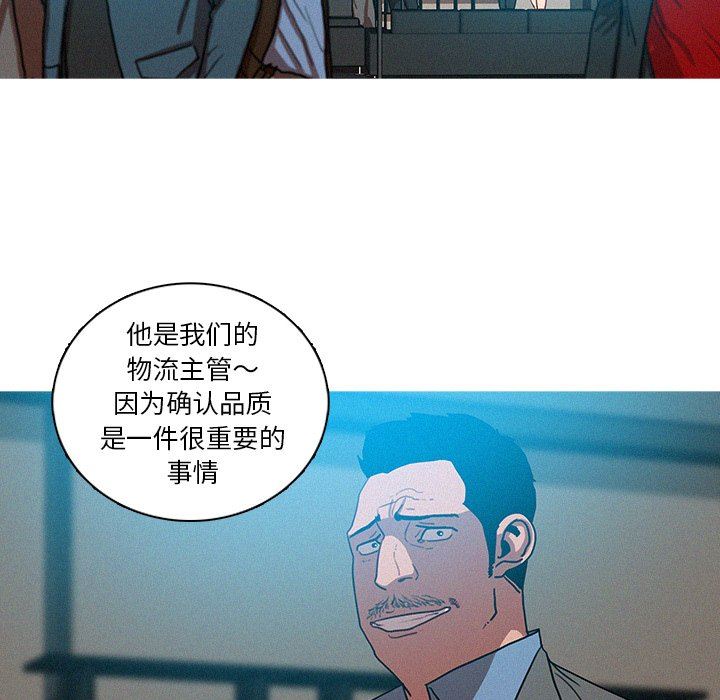 他是我们的
物流主管～
因为确认品质
是一件很重要的
事情